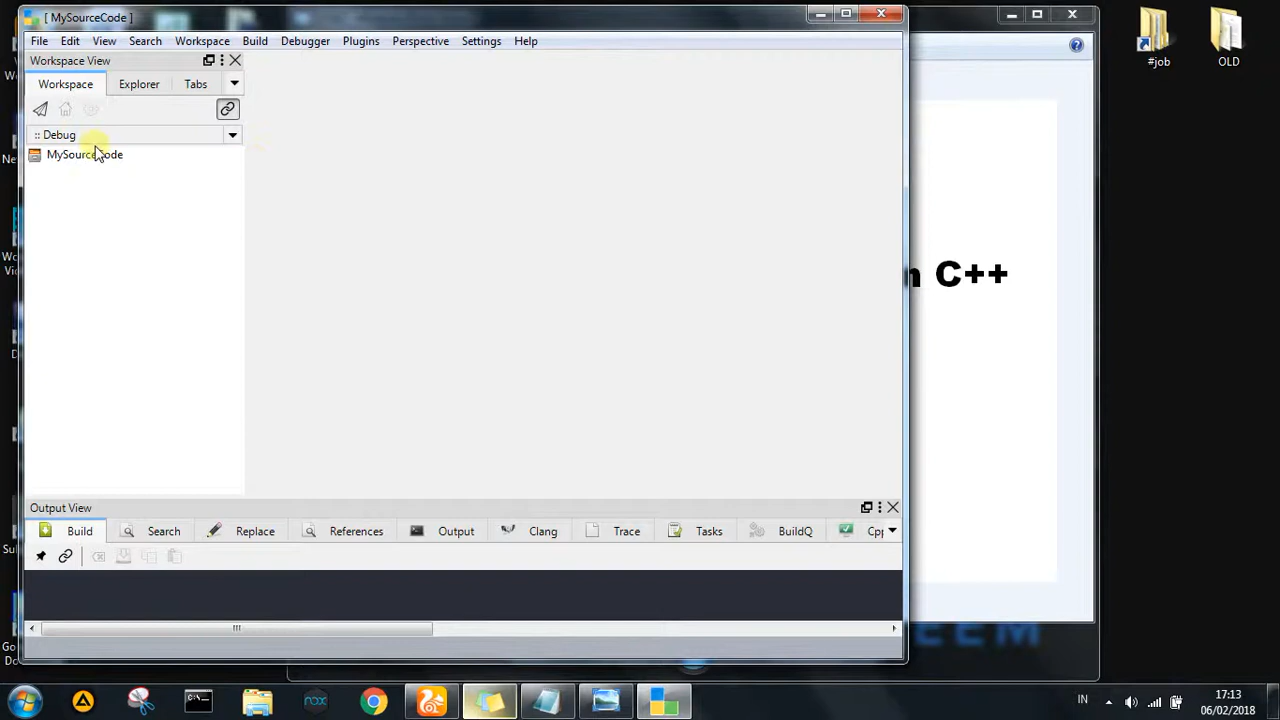 [ MySourceCode ]
File Edit View Search Workspace Build Debugger Plugins Perspective Settings Help
Workspace View
Workspace Explorer Tabs
:: Debug
MySourceCode
C++
Output View
Build Search Replace References Output Clang Trace Tasks BuildQ
#job
OLD
IN
17:13
06/02/2018